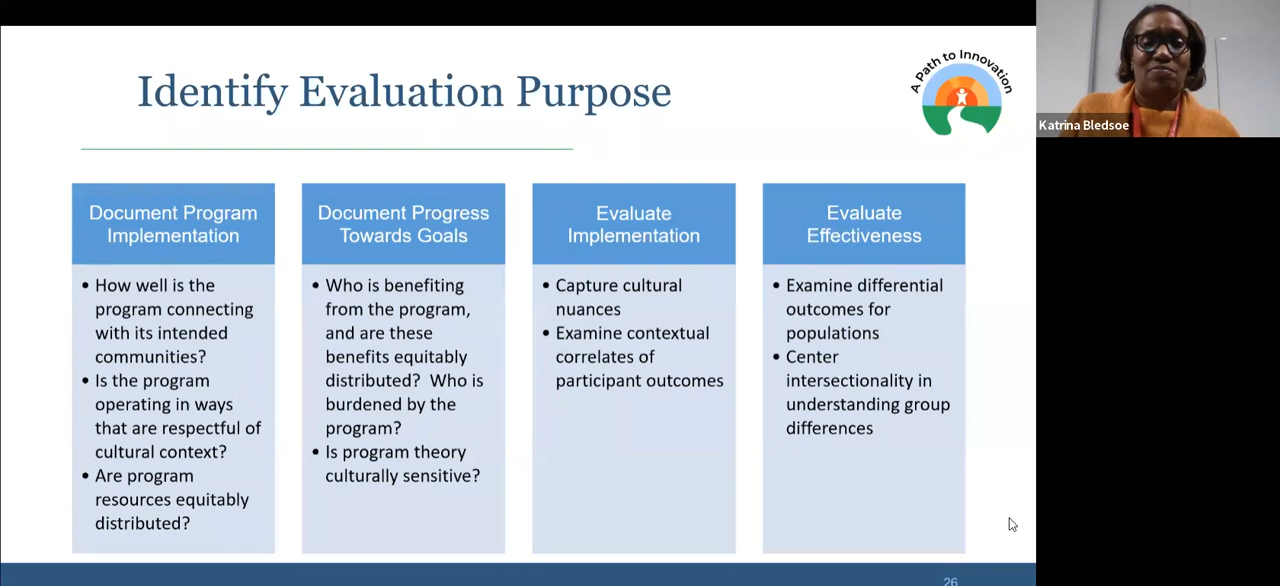 Identify Evaluation Purpose
A Path to Innovation
Katrina Bledsoe
Document Program
Implementation
• How well is the
program connecting
with its intended
communities?
• Is the program
operating in ways
that are respectful of
cultural context?
• Are program
resources equitably
distributed?
Document Progress
Towards Goals
• Who is benefiting
from the program,
and are these
benefits equitably
distributed?  Who is
burdened by the
program?
• Is program theory
culturally sensitive?
Evaluate
Implementation
• Capture cultural
nuances
• Examine contextual
correlates of
participant outcomes
Evaluate
Effectiveness
• Examine differential
outcomes for
populations
• Center
intersectionality in
understanding group
differences
26